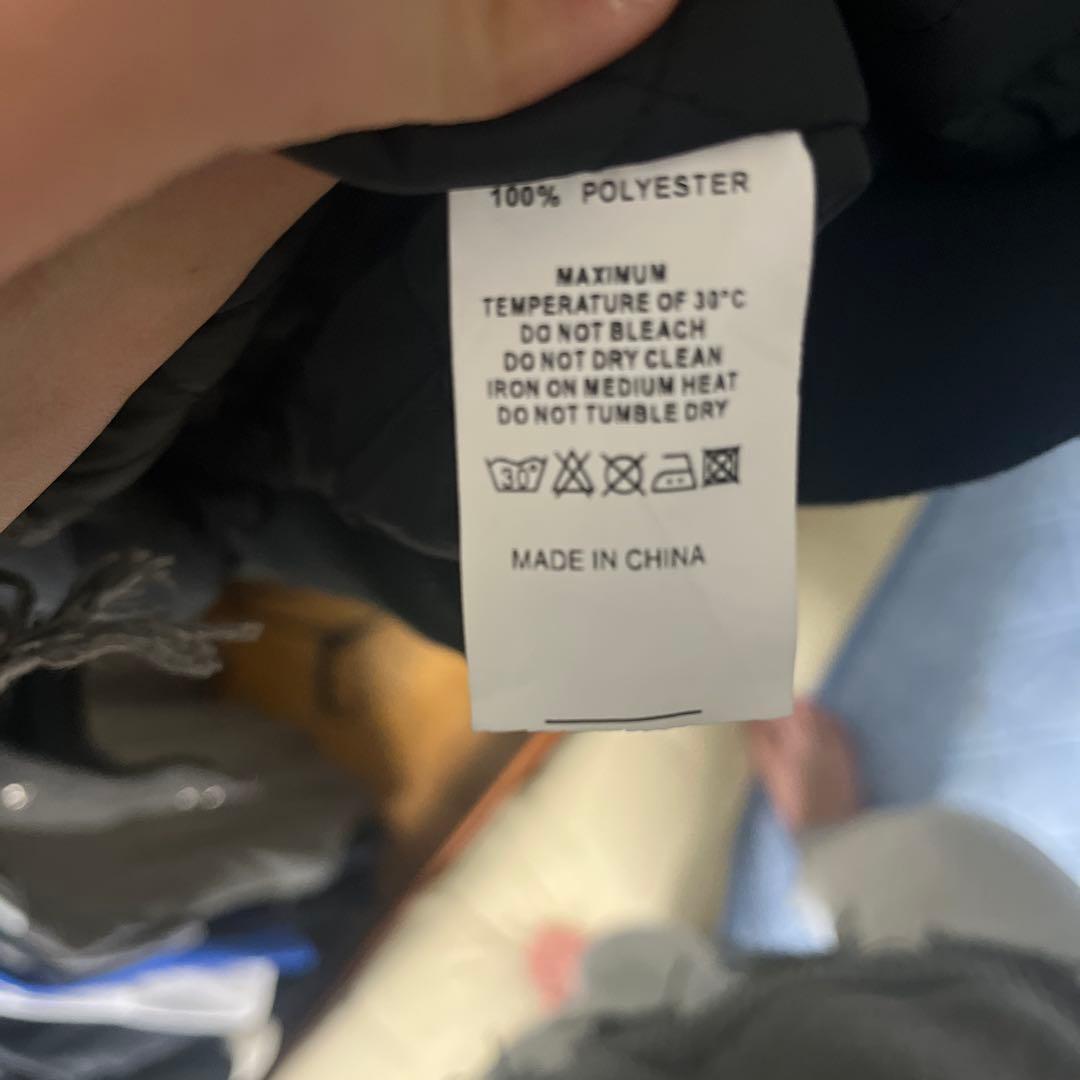 100% POLYESTER
MAXIMUM
TEMPERATURE OF 30°C
DO NOT BLEACH
DO NOT DRY CLEAN
IRON ON MEDIUM HEAT
DO NOT TUMBLE DRY
30°
MADE IN CHINA